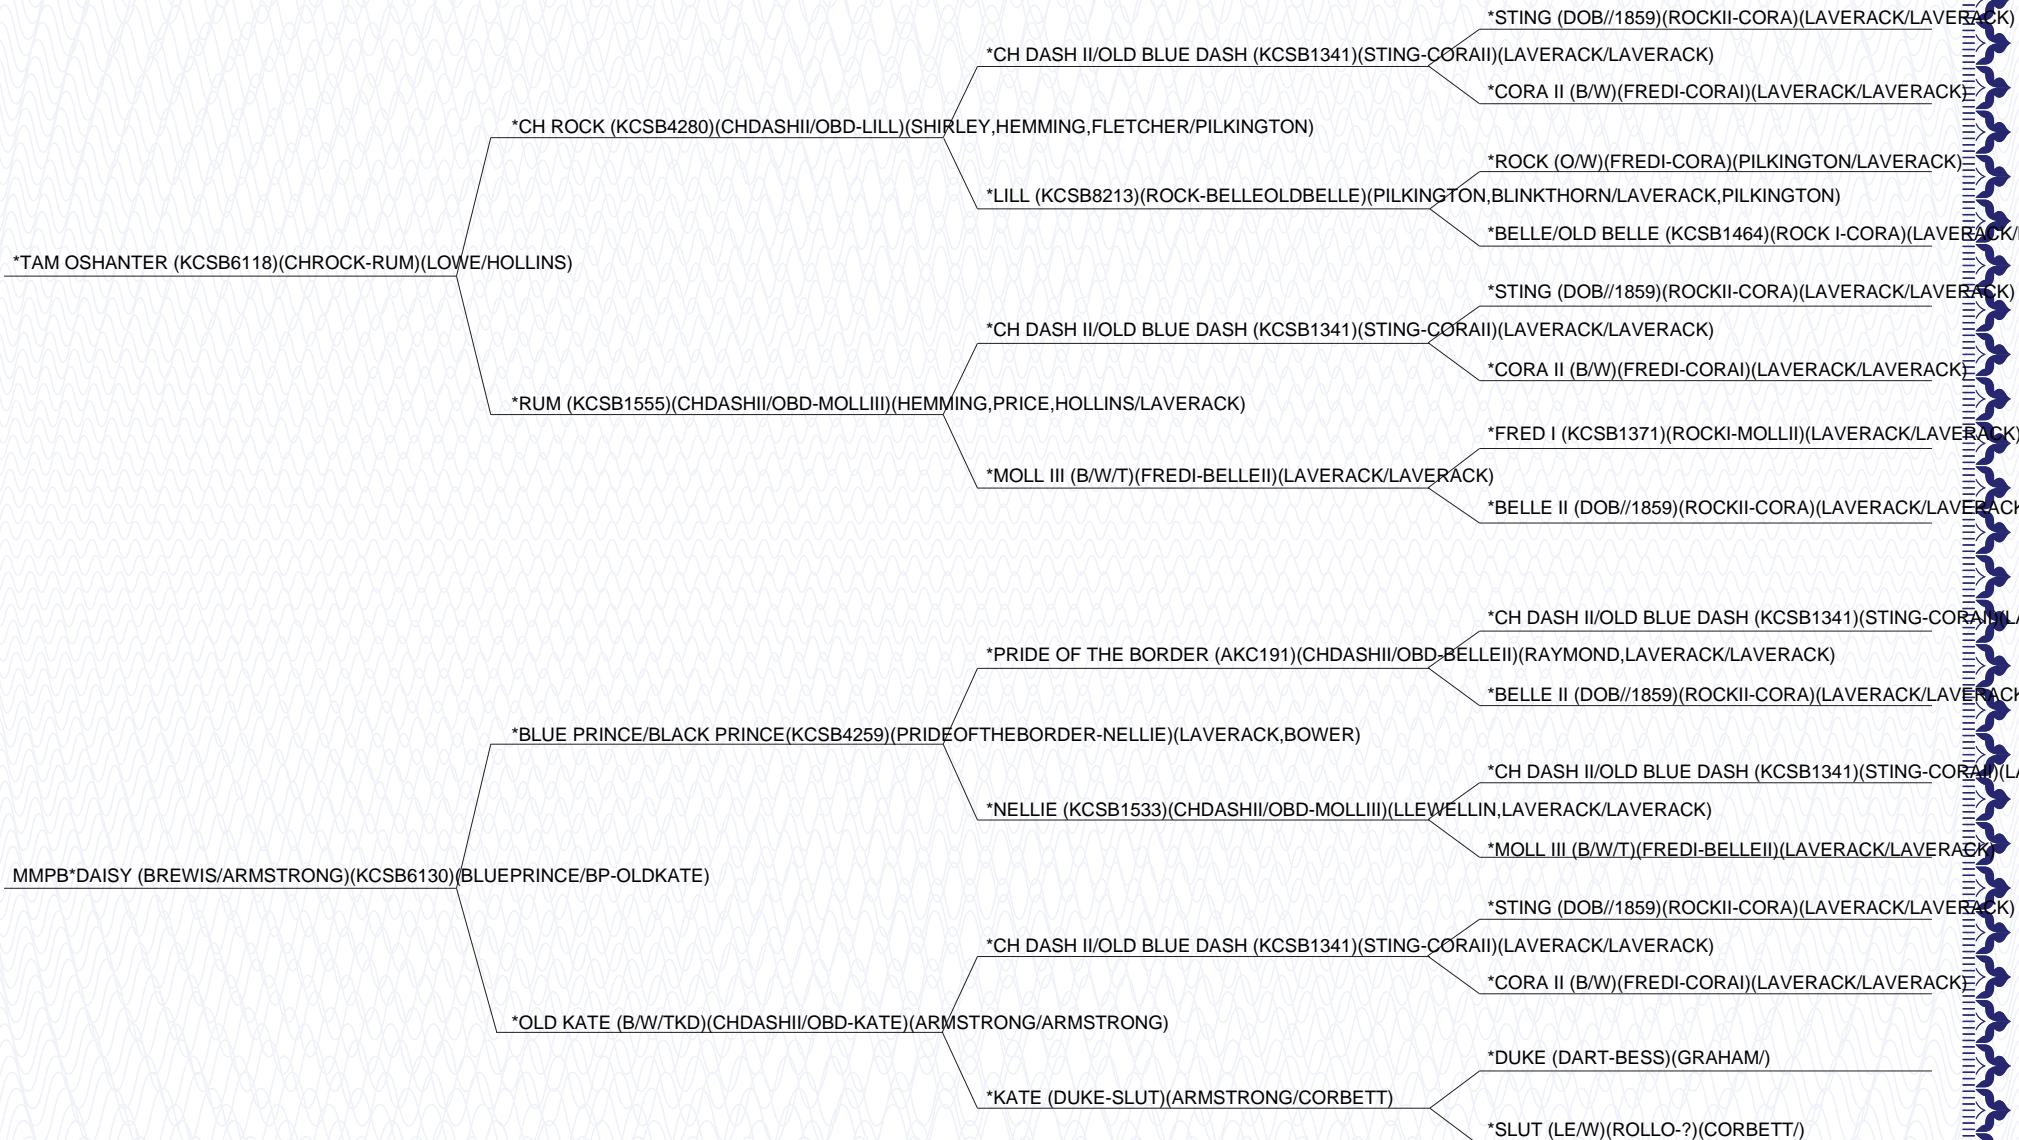 *STING (DOB//1859)(ROCKII-CORA)(LAVERACK/LAVERACK)
*CH DASH II/OLD BLUE DASH (KCSB1341)(STING-CORAII)(LAVERACK/LAVERACK)
*CORA II (B/W)(FREDI-CORAI)(LAVERACK/LAVERACK)
*CH ROCK (KCSB4280)(CHDASHII/OBD-LILL)(SHIRLEY,HEMMING,FLETCHER/PILKINGTON)
*ROCK (O/W)(FREDI-CORA)(PILKINGTON/LAVERACK)
*LILL (KCSB8213)(ROCK-BELLEOLDBELLE)(PILKINGTON,BLINKTHORN/LAVERACK,PILKINGTON)
*BELLE/OLD BELLE (KCSB1464)(ROCK I-CORA)(LAVERACK/
*TAM OSHANTER (KCSB6118)(CHROCK-RUM)(LOWE/HOLLINS)
*STING (DOB//1859)(ROCKII-CORA)(LAVERACK/LAVERACK)
*CH DASH II/OLD BLUE DASH (KCSB1341)(STING-CORAII)(LAVERACK/LAVERACK)
*CORA II (B/W)(FREDI-CORAI)(LAVERACK/LAVERACK)
*RUM (KCSB1555)(CHDASHII/OBD-MOLLIII)(HEMMING,PRICE,HOLLINS/LAVERACK)
*FRED I (KCSB1371)(ROCKI-MOLLII)(LAVERACK/LAVERACK)
*MOLL III (B/W/T)(FREDI-BELLEII)(LAVERACK/LAVERACK)
*BELLE II (DOB//1859)(ROCKII-CORA)(LAVERACK/LAVERACK
*CH DASH II/OLD BLUE DASH (KCSB1341)(STING-CORAII)(LA
*PRIDE OF THE BORDER (AKC191)(CHDASHII/OBD-BELLEII)(RAYMOND,LAVERACK/LAVERACK)
*BELLE II (DOB//1859)(ROCKII-CORA)(LAVERACK/LAVERACK
*BLUE PRINCE/BLACK PRINCE(KCSB4259)(PRIDEOFTHEBORDER-NELLIE)(LAVERACK,BOWER)
*CH DASH II/OLD BLUE DASH (KCSB1341)(STING-CORAII)(LA
*NELLIE (KCSB1533)(CHDASHII/OBD-MOLLIII)(LLEWELLIN,LAVERACK/LAVERACK)
*MOLL III (B/W/T)(FREDI-BELLEII)(LAVERACK/LAVERACK)
MMPB*DAISY (BREWIS/ARMSTRONG)(KCSB6130)(BLUEPRINCE/BP-OLDKATE)
*STING (DOB//1859)(ROCKII-CORA)(LAVERACK/LAVERACK)
*CH DASH II/OLD BLUE DASH (KCSB1341)(STING-CORAII)(LAVERACK/LAVERACK)
*CORA II (B/W)(FREDI-CORAI)(LAVERACK/LAVERACK)
*OLD KATE (B/W/TKD)(CHDASHII/OBD-KATE)(ARMSTRONG/ARMSTRONG)
*DUKE (DART-BESS)(GRAHAM/)
*KATE (DUKE-SLUT)(ARMSTRONG/CORBETT)
*SLUT (LE/W)(ROLLO-?)(CORBETT/)